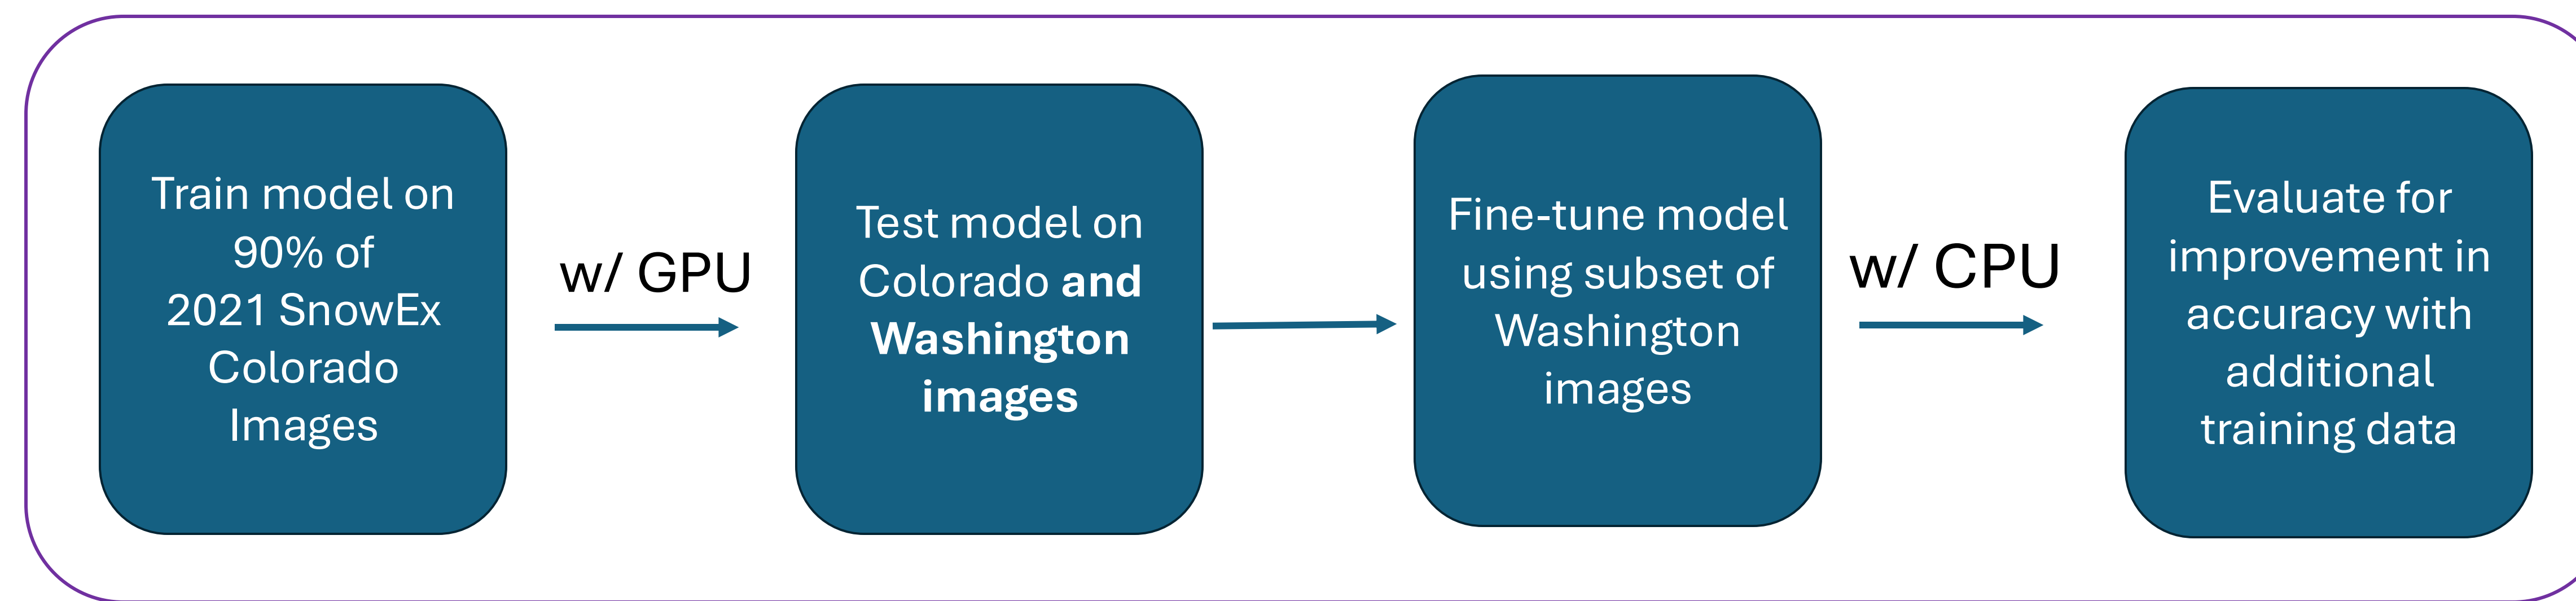 Train model on
90% of
2021 SnowEx
Colorado
Images
w/ GPU
Test model on
Colorado and
Washington
images
Fine-tune model
using subset of
Washington
images
w/ CPU
Evaluate for
improvement in
accuracy with
additional
training data